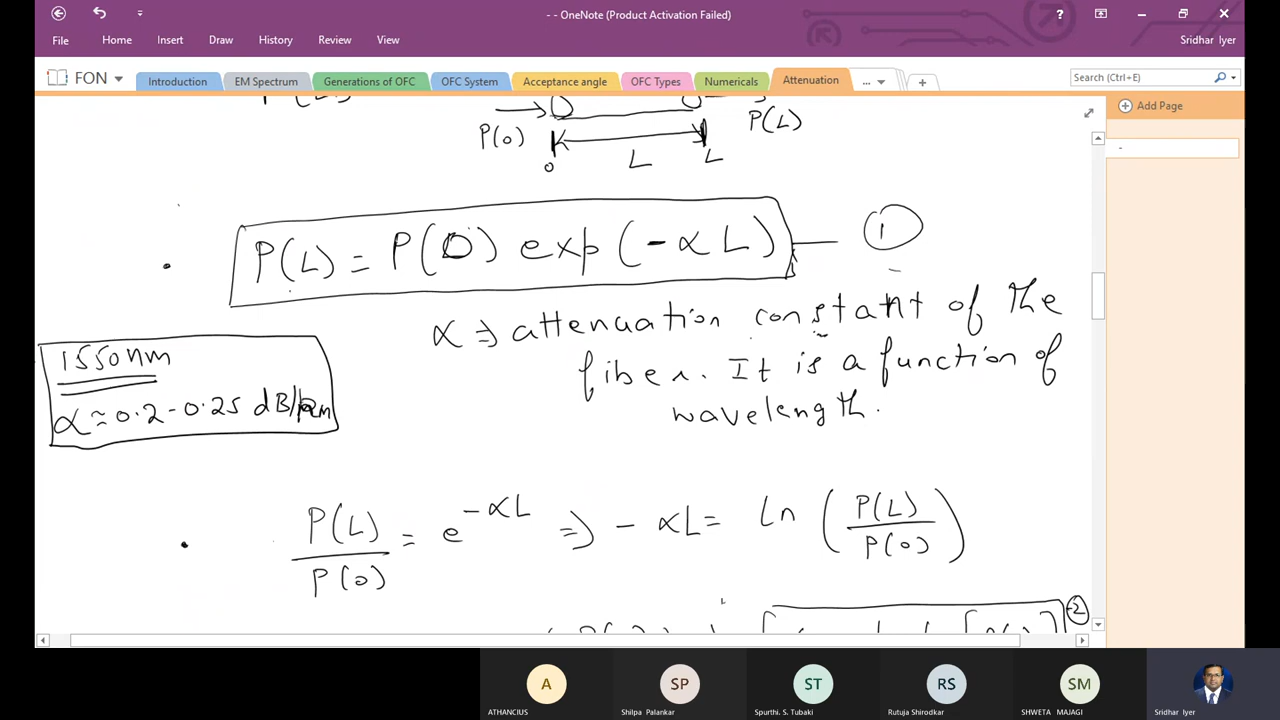 - - OneNote (Product Activation Failed)
?
File Home Insert Draw History Review View
Sridhar Iyer
FON
Introduction EM Spectrum Generations of OFC OFC System Acceptance angle OFC Types Numericals Attenuation ... +
Search (Ctrl+E)
Add Page
-
P(0) P(L)
0 L L
P(L) = P(0) exp(-αL) — 1
α ⇒ attenuation constant of the
fiber. It is a function of
wavelength.
1550nm
α ≈ 0.2 - 0.25 dB/km
P(L)/P(0) = e^-αL ⇒ - αL = ln (P(L)/P(0))
2
A SP ST RS SM
ATHANCIUS Shilpa Palankar Spurthi. S. Tubaki Rutuja Shirodkar SHWETA MAJAGI Sridhar Iyer